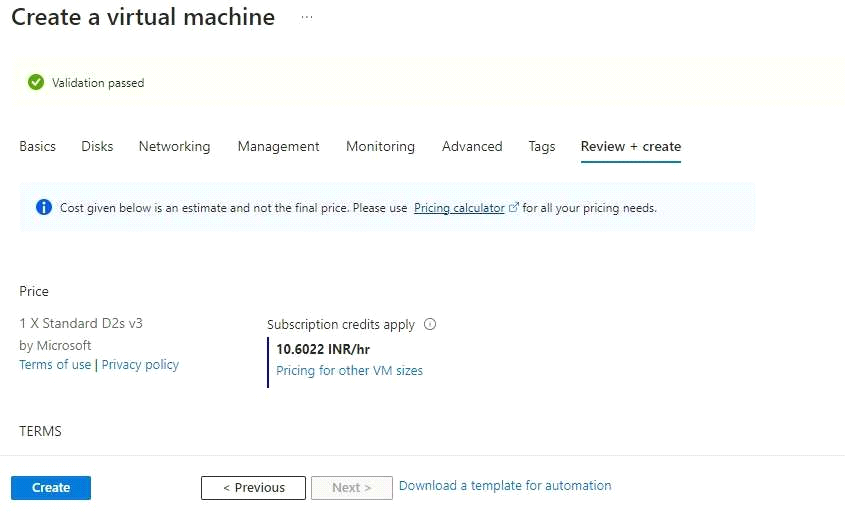 Create a virtual machine ...
Validation passed
Basics Disks Networking Management Monitoring Advanced Tags Review + create
Cost given below is an estimate and not the final price. Please use Pricing calculator for all your pricing needs.
Price
1 X Standard D2s v3
by Microsoft
Terms of use | Privacy policy
Subscription credits apply
10.6022 INR/hr
Pricing for other VM sizes
TERMS
Create < Previous Next > Download a template for automation